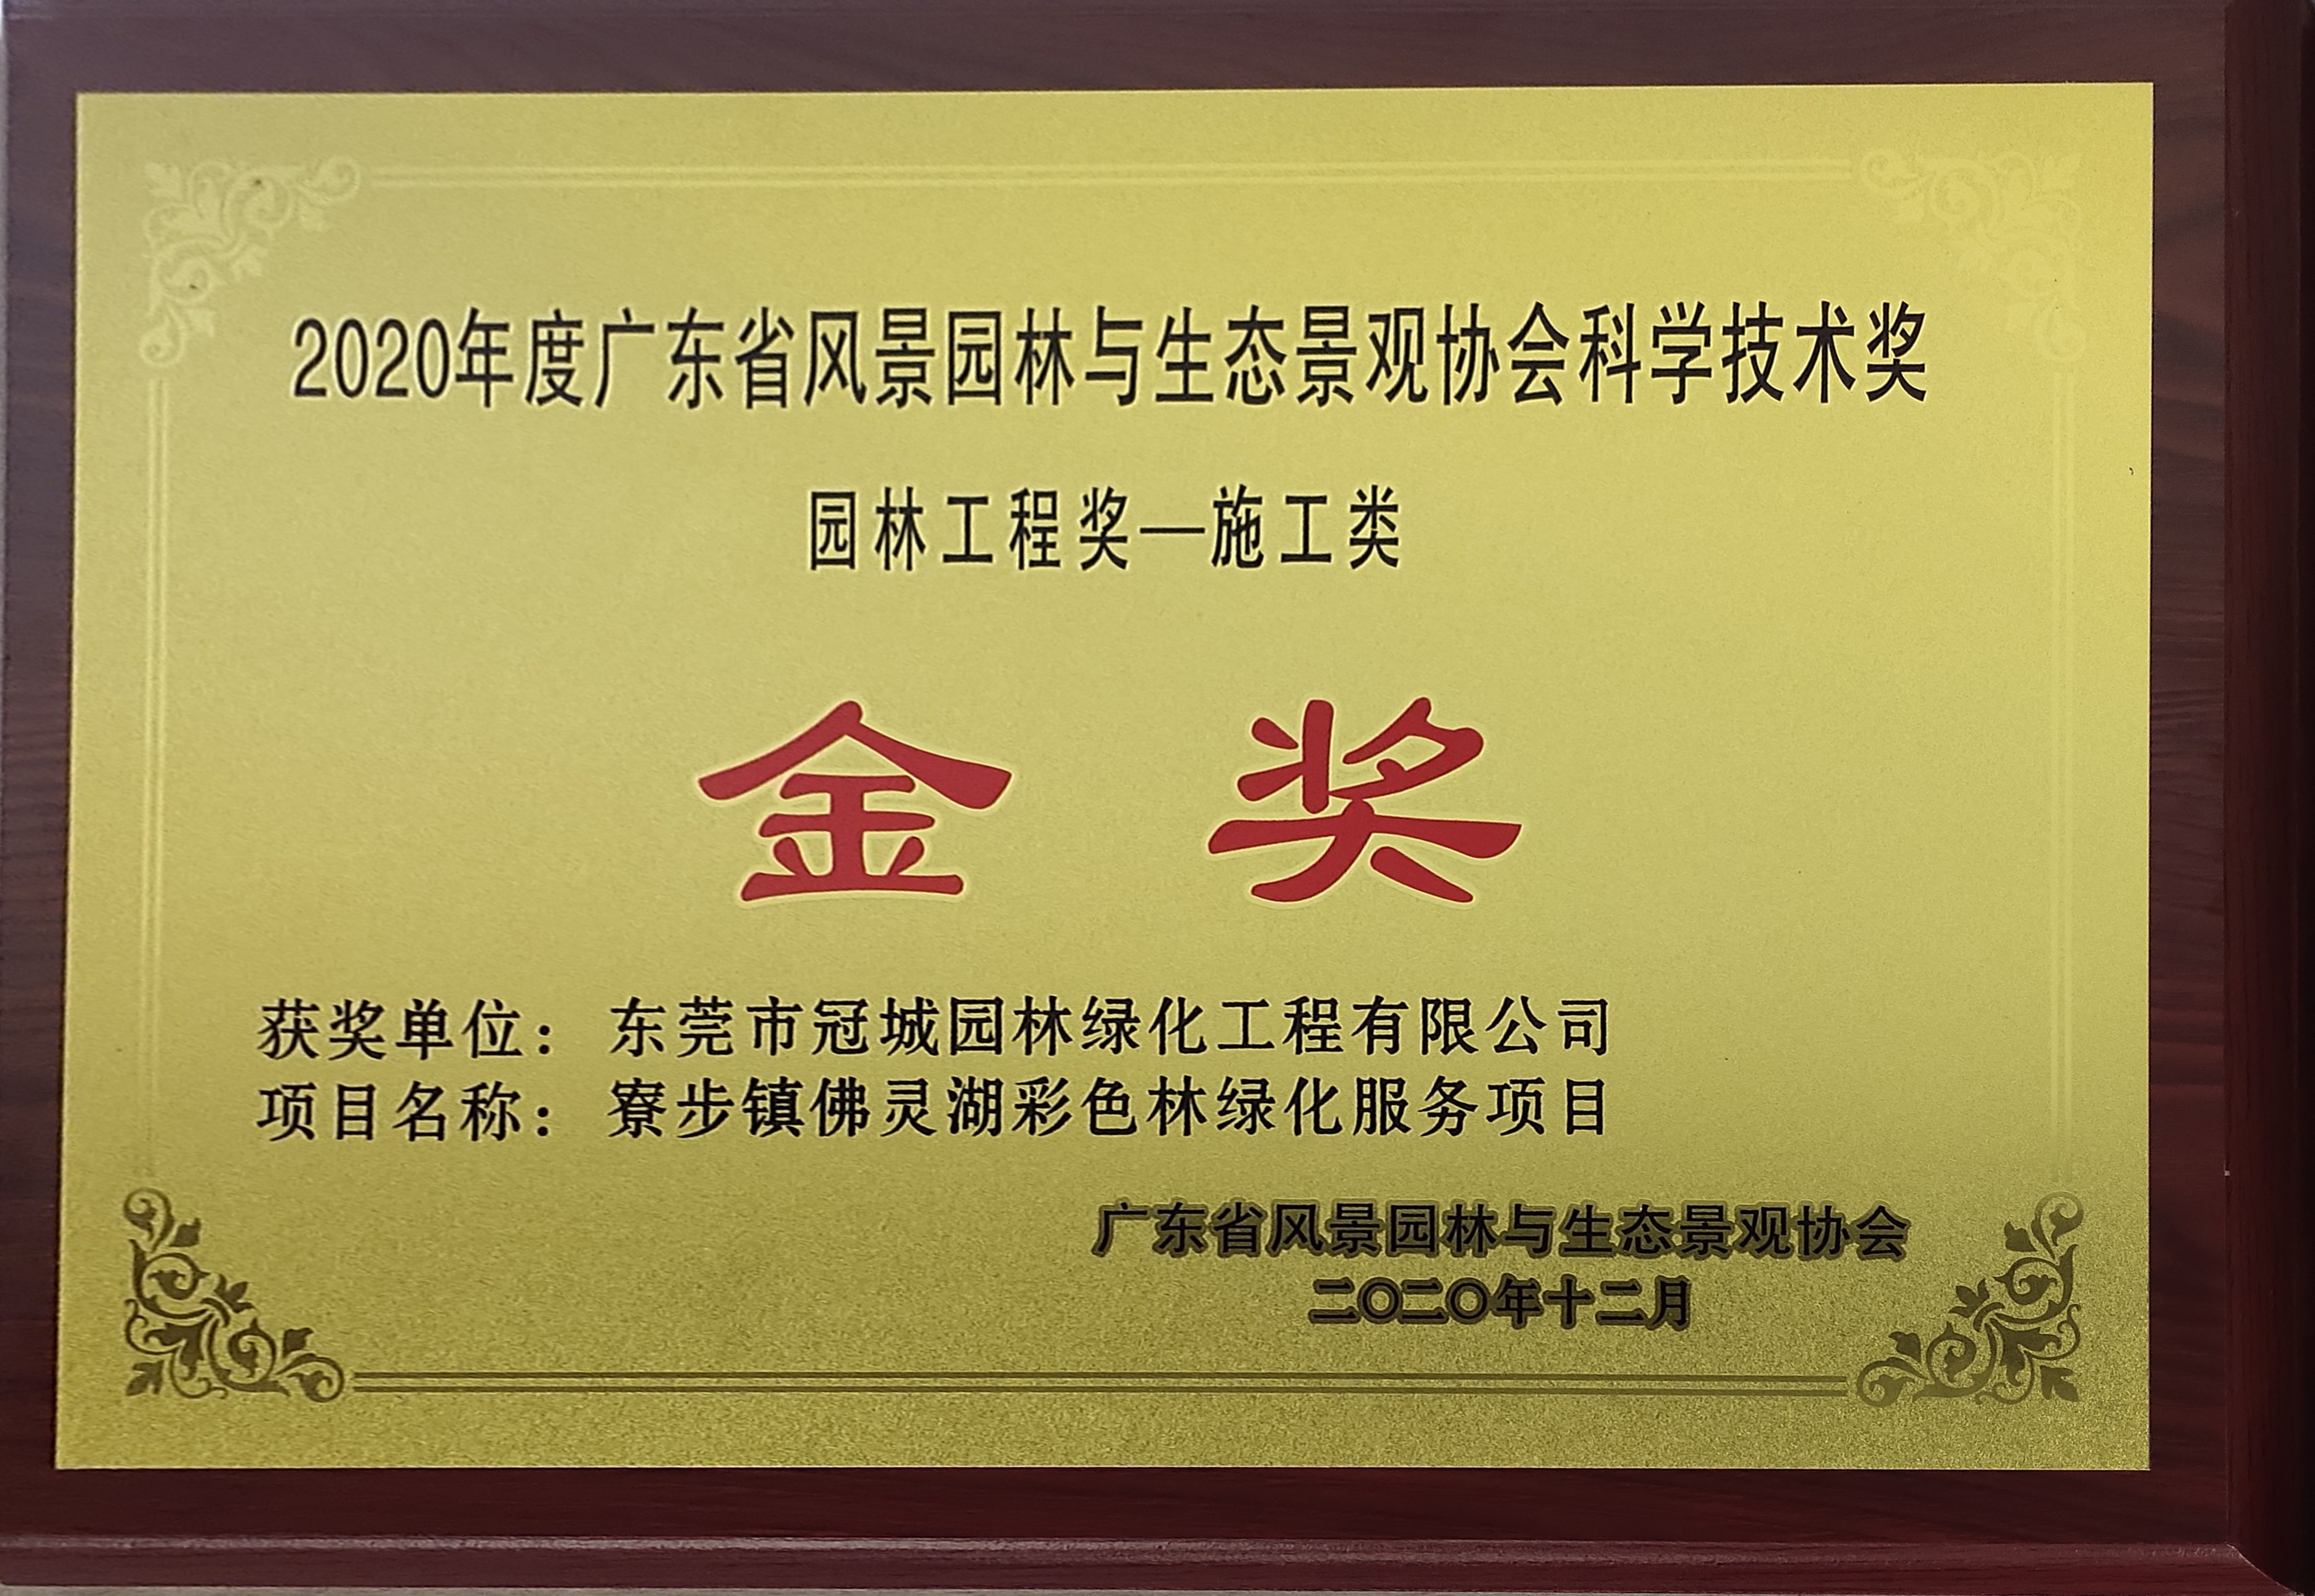 2020年度广东省风景园林与生态景观协会科学技术奖
园林工程奖—施工类
金 奖
获奖单位：东莞市冠城园林绿化工程有限公司
项目名称：寮步镇佛灵湖彩色林绿化服务项目
广东省风景园林与生态景观协会
二〇二〇年十二月